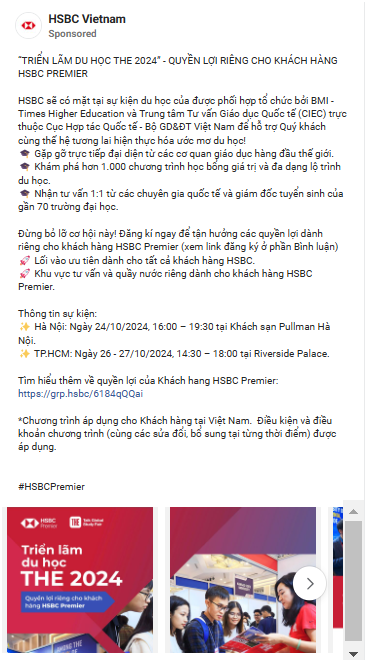 HSBC Vietnam
Sponsored
"TRIỂN LÃM DU HỌC THE 2024" - QUYỀN LỢI RIÊNG CHO KHÁCH HÀNG
HSBC PREMIER
HSBC sẽ có mặt tại sự kiện du học của được phối hợp tổ chức bởi BMI -
Times Higher Education và Trung tâm Tư vấn Giáo dục Quốc tế (CIEC) trực
thuộc Cục Hợp tác Quốc tế - Bộ GD&ĐT Việt Nam để hỗ trợ Quý khách
cùng thế hệ tương lai hiện thực hóa ước mơ du học!
🎓 Gặp gỡ trực tiếp đại diện từ các cơ quan giáo dục hàng đầu thế giới.
🎓 Khám phá hơn 1.000 chương trình học bổng giá trị và đa dạng lộ trình
du học.
🎓 Nhận tư vấn 1:1 từ các chuyên gia quốc tế và giám đốc tuyển sinh của
gần 70 trường đại học.
Đừng bỏ lỡ cơ hội này! Đăng kí ngay để tận hưởng các quyền lợi dành
riêng cho khách hàng HSBC Premier (xem link đăng ký ở phần Bình luận)
🚀 Lối vào ưu tiên dành cho tất cả khách hàng HSBC.
🚀 Khu vực tư vấn và quầy nước riêng dành cho khách hàng HSBC
Premier.
Thông tin sự kiện:
✨ Hà Nội: Ngày 24/10/2024, 16:00 – 19:30 tại Khách sạn Pullman Hà
Nội.
✨ TP.HCM: Ngày 26 - 27/10/2024, 14:30 – 18:00 tại Riverside Palace.
Tìm hiểu thêm về quyền lợi của Khách hang HSBC Premier:
https://grp.hsbc/6184qQQai
*Chương trình áp dụng cho Khách hàng tại Việt Nam. Điều kiện và điều
khoản chương trình (cùng các sửa đổi, bổ sung tại từng thời điểm) được
áp dụng.
#HSBCPremier
HSBC
Premier
THE
Triển lãm
du học
THE 2024
Quyền lợi riêng cho khách
hàng HSBC Premier